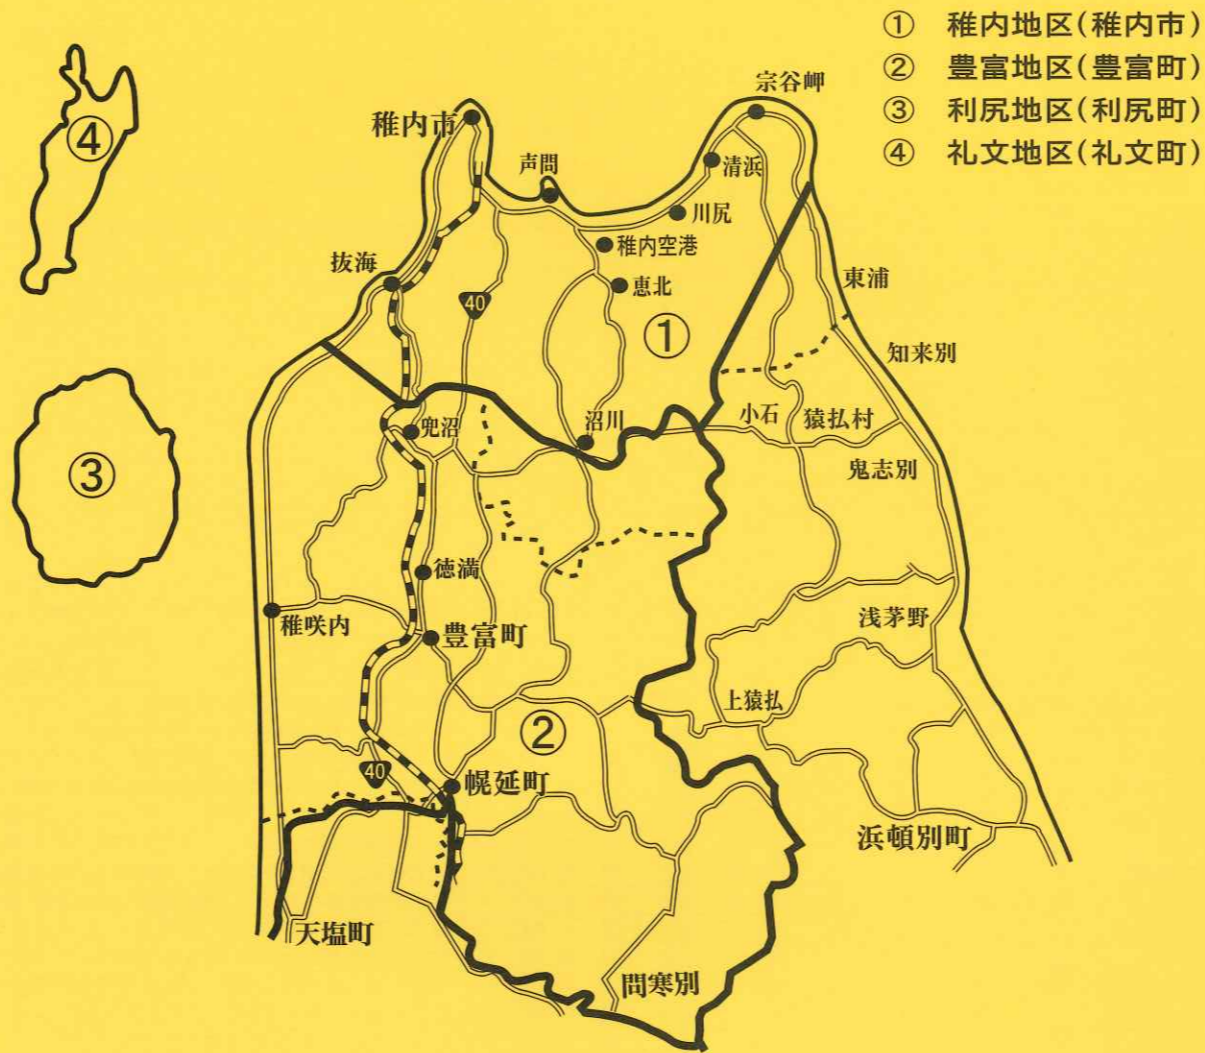 ① 稚内地区(稚内市)
② 豊富地区(豊富町)
③ 利尻地区(利尻町)
④ 礼文地区(礼文町)
宗谷岬
稚内市
④
声問
清浜
川尻
稚内空港
抜海
東浦
恵北
40
①
知来別
小石
猿払村
兜沼
沼川
鬼志別
③
徳満
浅茅野
稚咲内
豊富町
上猿払
②
40
幌延町
浜頓別町
天塩町
問寒別